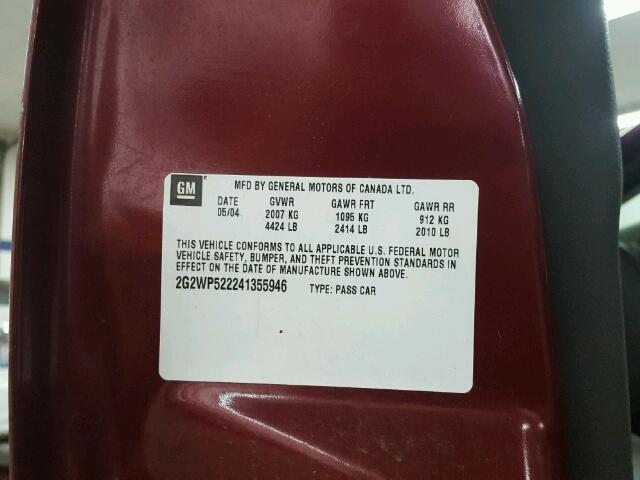 GM MFD BY GENERAL MOTORS OF CANADA LTD.
DATE GVWR GAWR FRT GAWR RR
05/04 2007 KG 1095 KG 912 KG
4424 LB 2414 LB 2010 LB
THIS VEHICLE CONFORMS TO ALL APPLICABLE U.S. FEDERAL MOTOR
VEHICLE SAFETY, BUMPER, AND THEFT PREVENTION STANDARDS IN
EFFECT ON THE DATE OF MANUFACTURE SHOWN ABOVE.
2G2WP522241355946 TYPE: PASS CAR